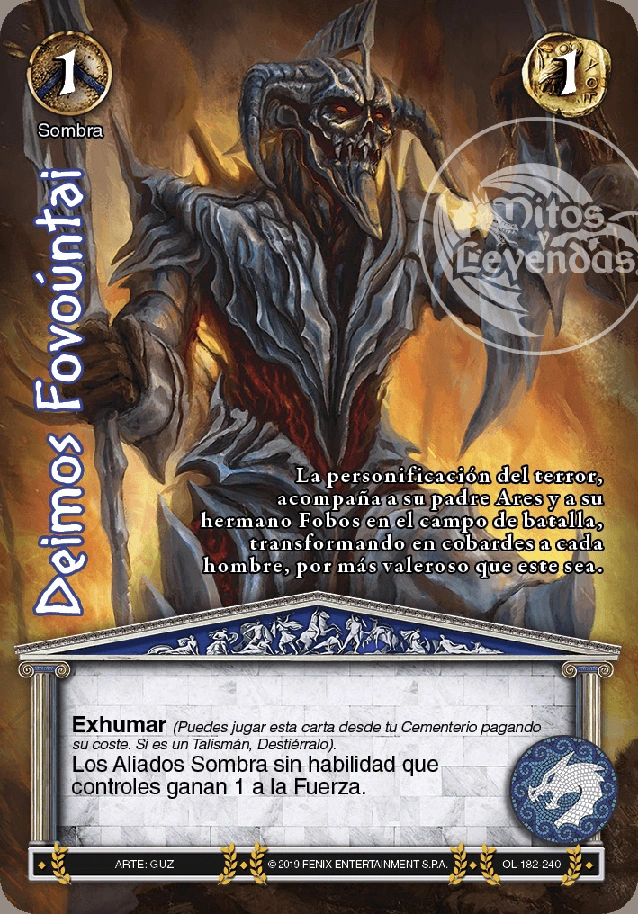 1
1
Sombra
Mitos
y
Leyendas
Deimos Fovoúntai
La personificación del terror,
acompaña a su padre Ares y a su
hermano Fobos en el campo de batalla,
transformando en cobardes a cada
hombre, por más valeroso que este sea.
Exhumar (Puedes jugar esta carta desde tu Cementerio pagando
su coste. Si es un Talismán, Destiérralo).
Los Aliados Sombra sin habilidad que
controles ganan 1 a la Fuerza.
ARTE: GUZ
© 2019 FENIX ENTERTAINMENT S.P.A.
OL-182-240